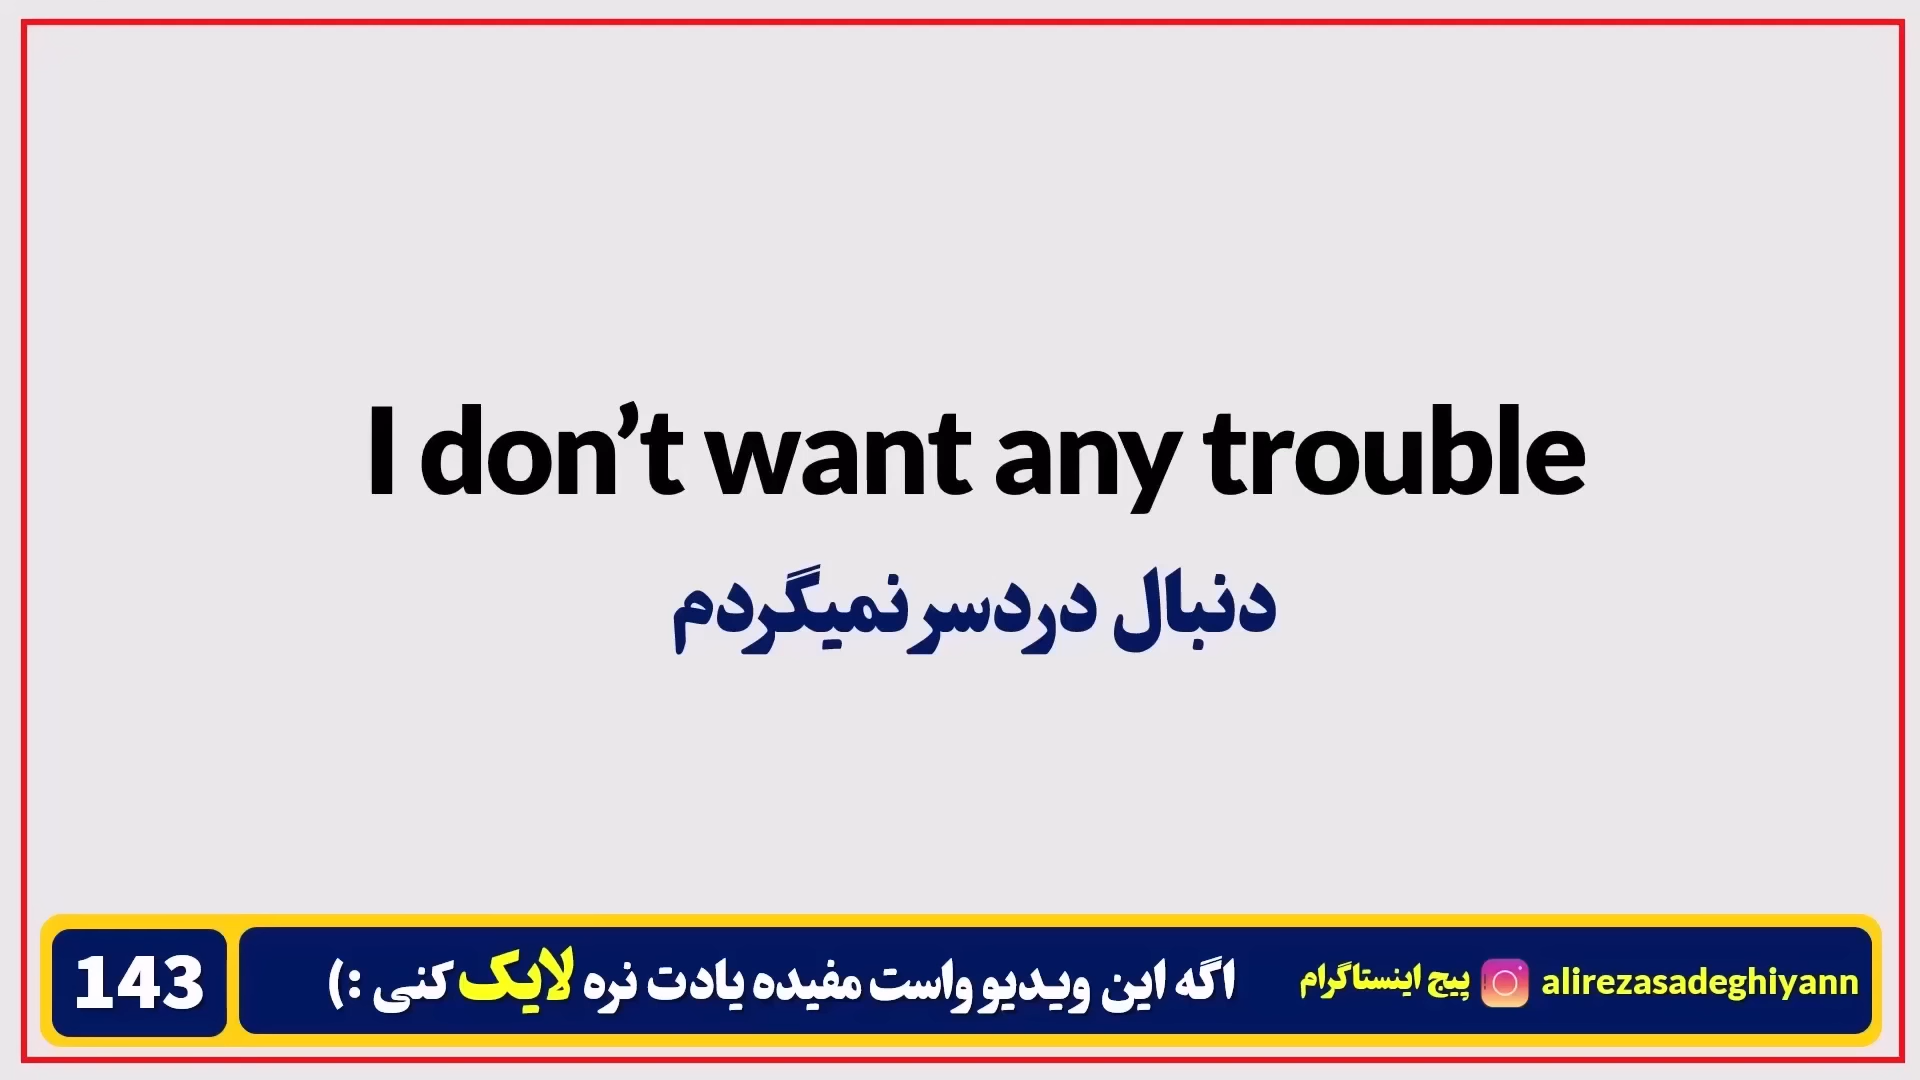 I don’t want any trouble
دنبال دردسر نمیگردم
143
اگه این ویدیو واست مفیده یادت نره لایک کنی :)
پیج اینستاگرام alirezasadeghiyann